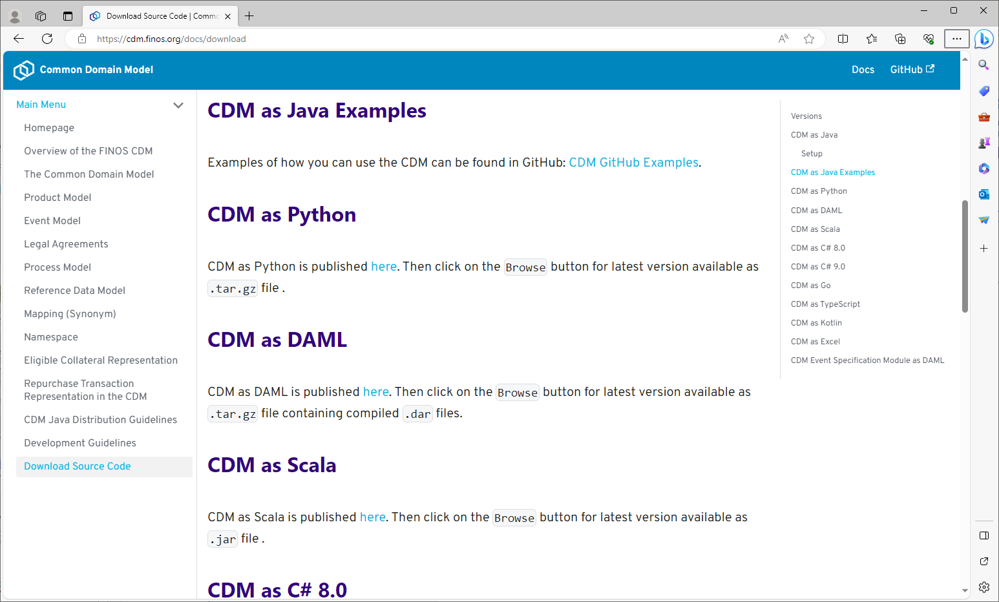 Download Source Code | Commo
https://cdm.finos.org/docs/download
Common Domain Model
Docs
GitHub
Main Menu
Homepage
Overview of the FINOS CDM
The Common Domain Model
Product Model
Event Model
Legal Agreements
Process Model
Reference Data Model
Mapping (Synonym)
Namespace
Eligible Collateral Representation
Repurchase Transaction
Representation in the CDM
CDM Java Distribution Guidelines
Development Guidelines
Download Source Code
CDM as Java Examples
Examples of how you can use the CDM can be found in GitHub: CDM GitHub Examples.
CDM as Python
CDM as Python is published here. Then click on the Browse button for latest version available as
.tar.gz file .
CDM as DAML
CDM as DAML is published here. Then click on the Browse button for latest version available as
.tar.gz file containing compiled .dar files.
CDM as Scala
CDM as Scala is published here. Then click on the Browse button for latest version available as
.jar file .
CDM as C# 8.0
Versions
CDM as Java
Setup
CDM as Java Examples
CDM as Python
CDM as DAML
CDM as Scala
CDM as C# 8.0
CDM as C# 9.0
CDM as Go
CDM as TypeScript
CDM as Kotlin
CDM as Excel
CDM Event Specification Module as DAML